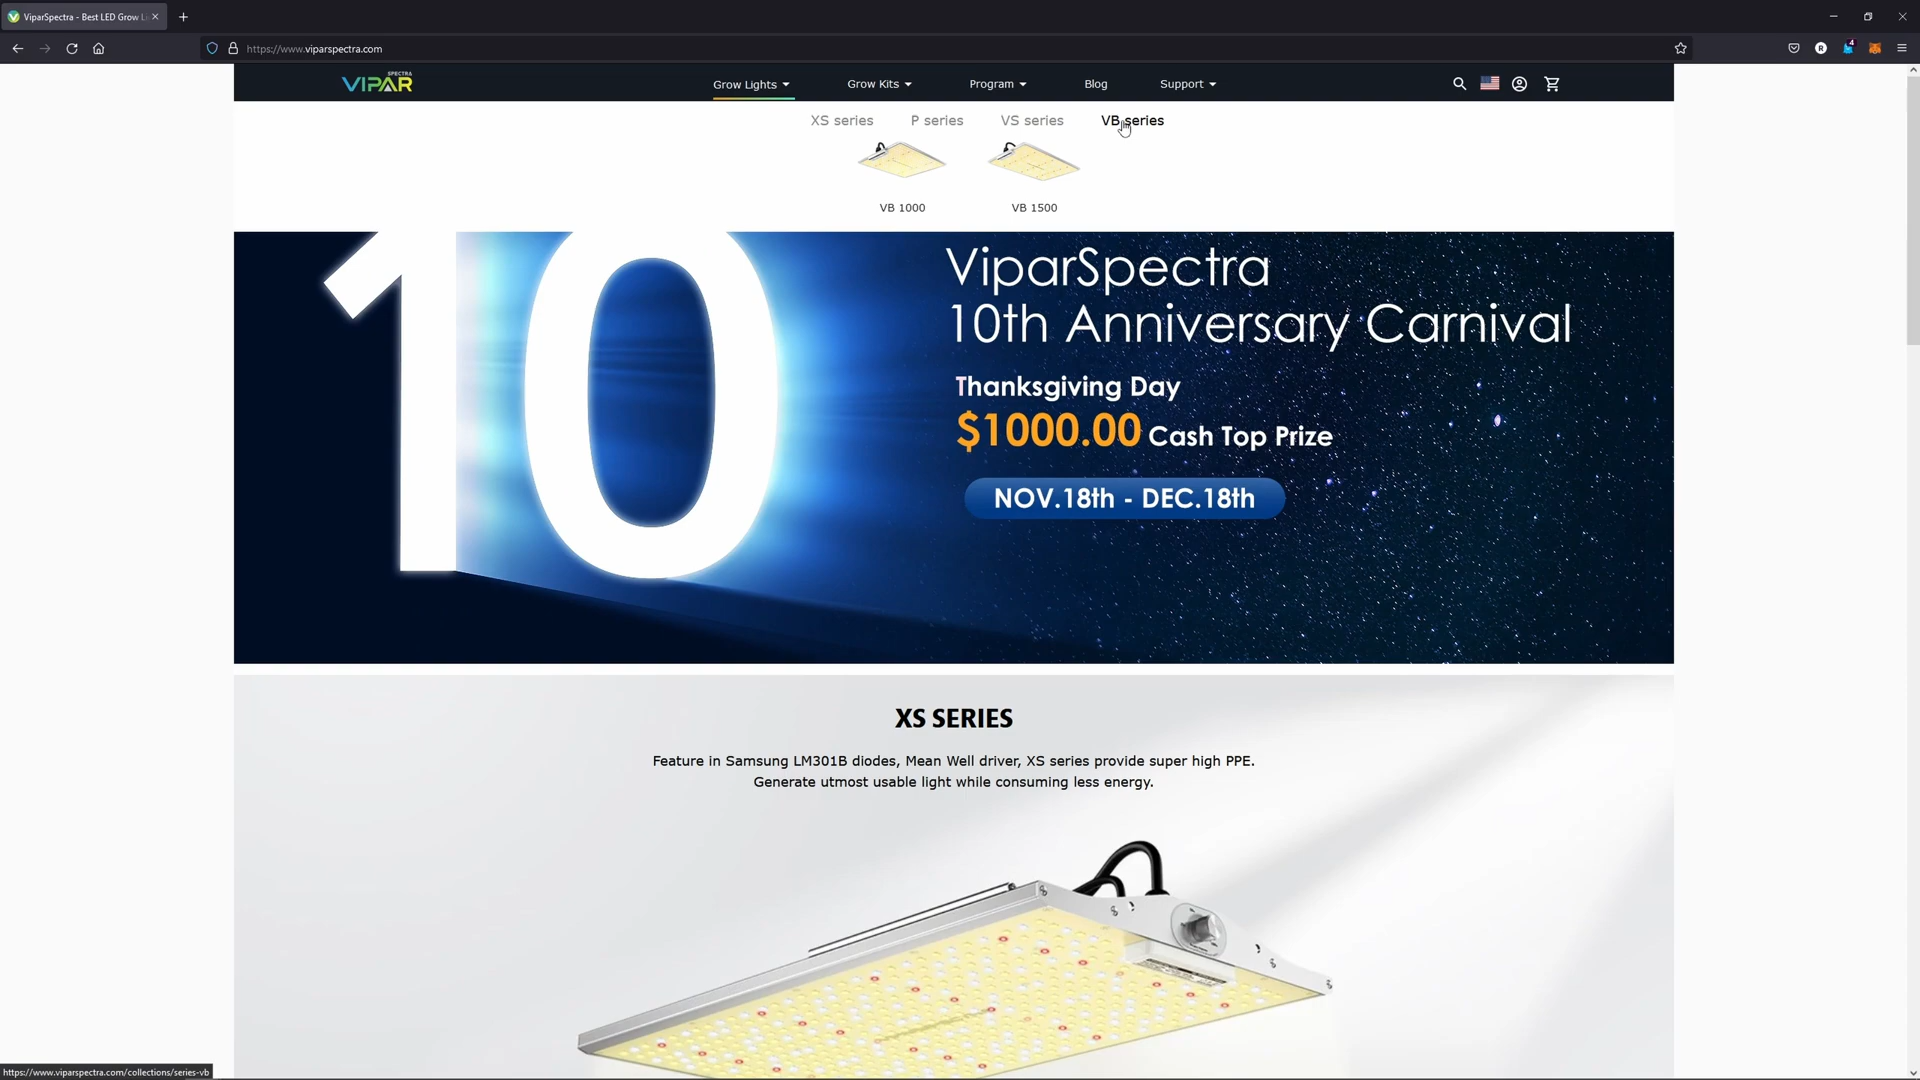 ViparSpectra - Best LED Grow Li
https://www.viparspectra.com
4
SPECTRA
VIPAR
Grow Lights
Grow Kits
Program
Blog
Support
XS series
P series
VS series
VB series
VB 1000
VB 1500
10
ViparSpectra
10th Anniversary Carnival
Thanksgiving Day
$1000.00 Cash Top Prize
NOV.18th - DEC.18th
XS SERIES
Feature in Samsung LM301B diodes, Mean Well driver, XS series provide super high PPE.
Generate utmost usable light while consuming less energy.
https://www.viparspectra.com/collections/series-vb